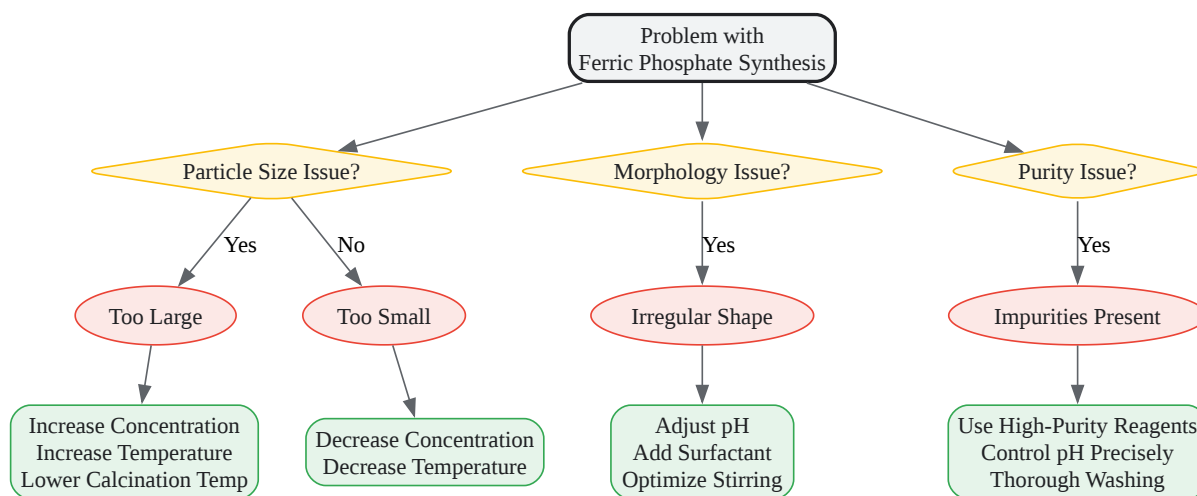 Problem with
Ferric Phosphate Synthesis
Particle Size Issue?
Morphology Issue?
Purity Issue?
Yes
No
Yes
Yes
Too Large
Too Small
Irregular Shape
Impurities Present
Increase Concentration
Increase Temperature
Lower Calcination Temp
Decrease Concentration
Decrease Temperature
Adjust pH
Add Surfactant
Optimize Stirring
Use High-Purity Reagents
Control pH Precisely
Thorough Washing